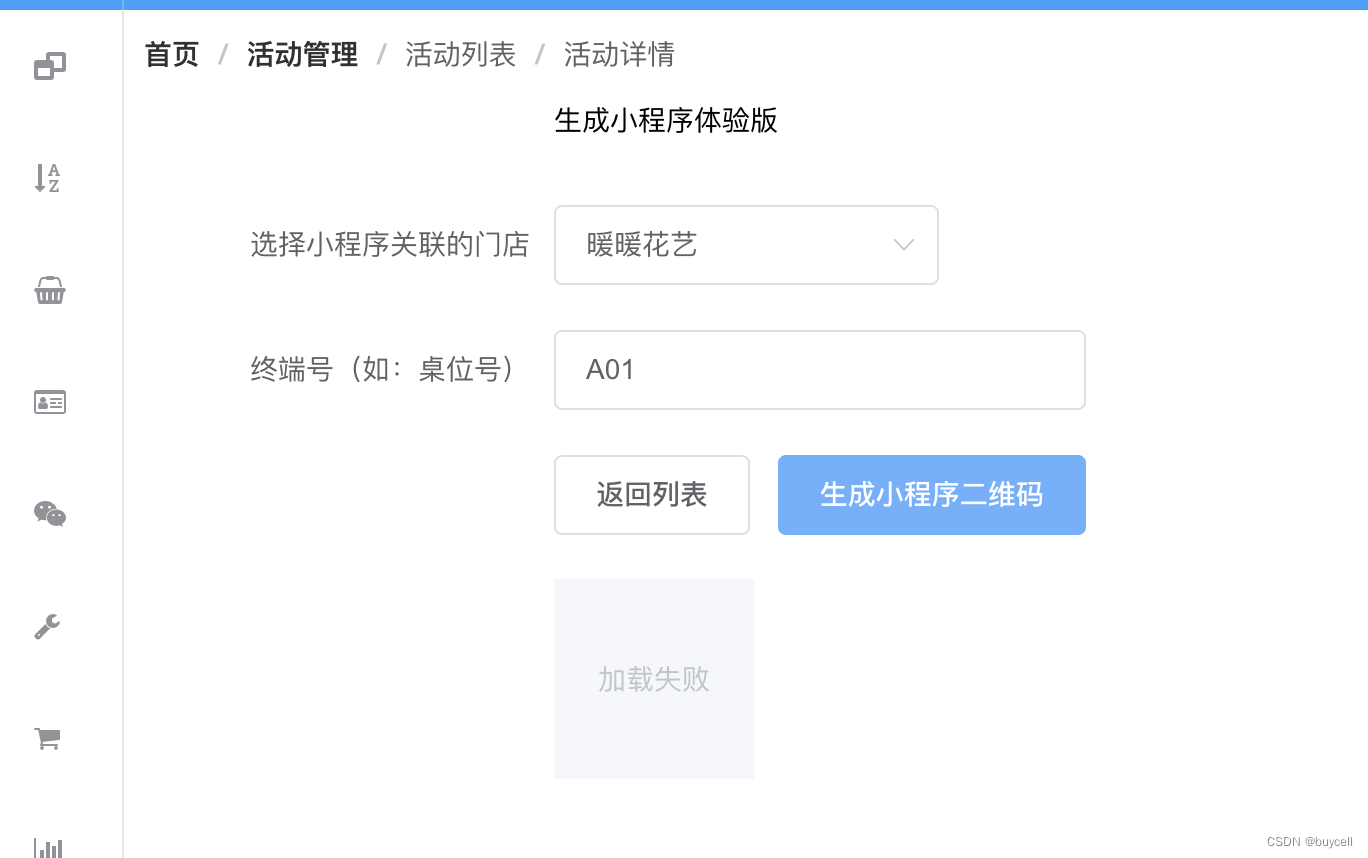 首页 / 活动管理 / 活动列表 / 活动详情
生成小程序体验版
选择小程序关联的门店 暖暖花艺
终端号（如：桌位号） A01
返回列表 生成小程序二维码
加载失败
CSDN @buycell